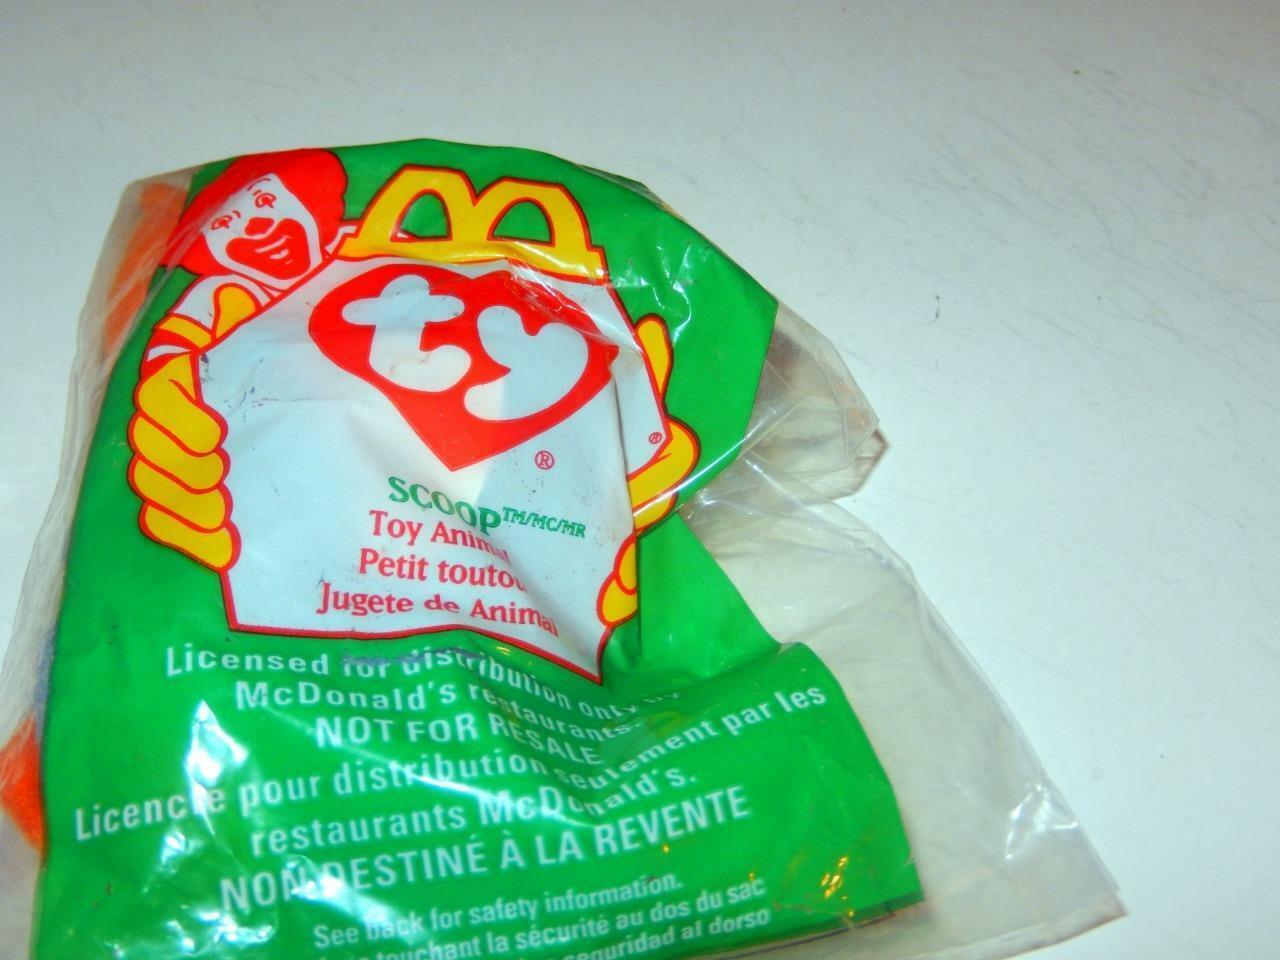 ty
®
®
SCOOP™/MC/MR
Toy Animal
Petit toutou
Jugete de Animal
Licensed for distribution only by
McDonald's restaurants.
NOT FOR RESALE
Licencié pour distribution seulement par les
restaurants McDonald's.
NON DESTINÉ À LA REVENTE
See back for safety information.
touchant la sécurité au dos du sac
seguridad al dorso